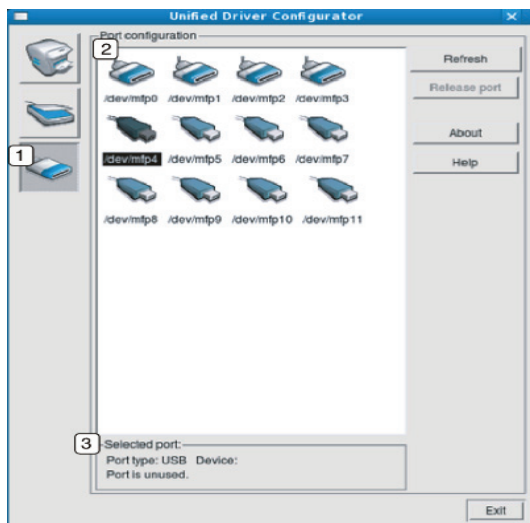 Unified Driver Configurator
2
Port configuration
/dev/mfp0 /dev/mfp1 /dev/mfp2 /dev/mfp3
/dev/mfp4 /dev/mfp5 /dev/mfp6 /dev/mfp7
/dev/mfp8 /dev/mfp9 /dev/mfp10 /dev/mfp11
Refresh
Release port
About
Help
1
3
Selected port:
Port type: USB Device:
Port is unused.
Exit